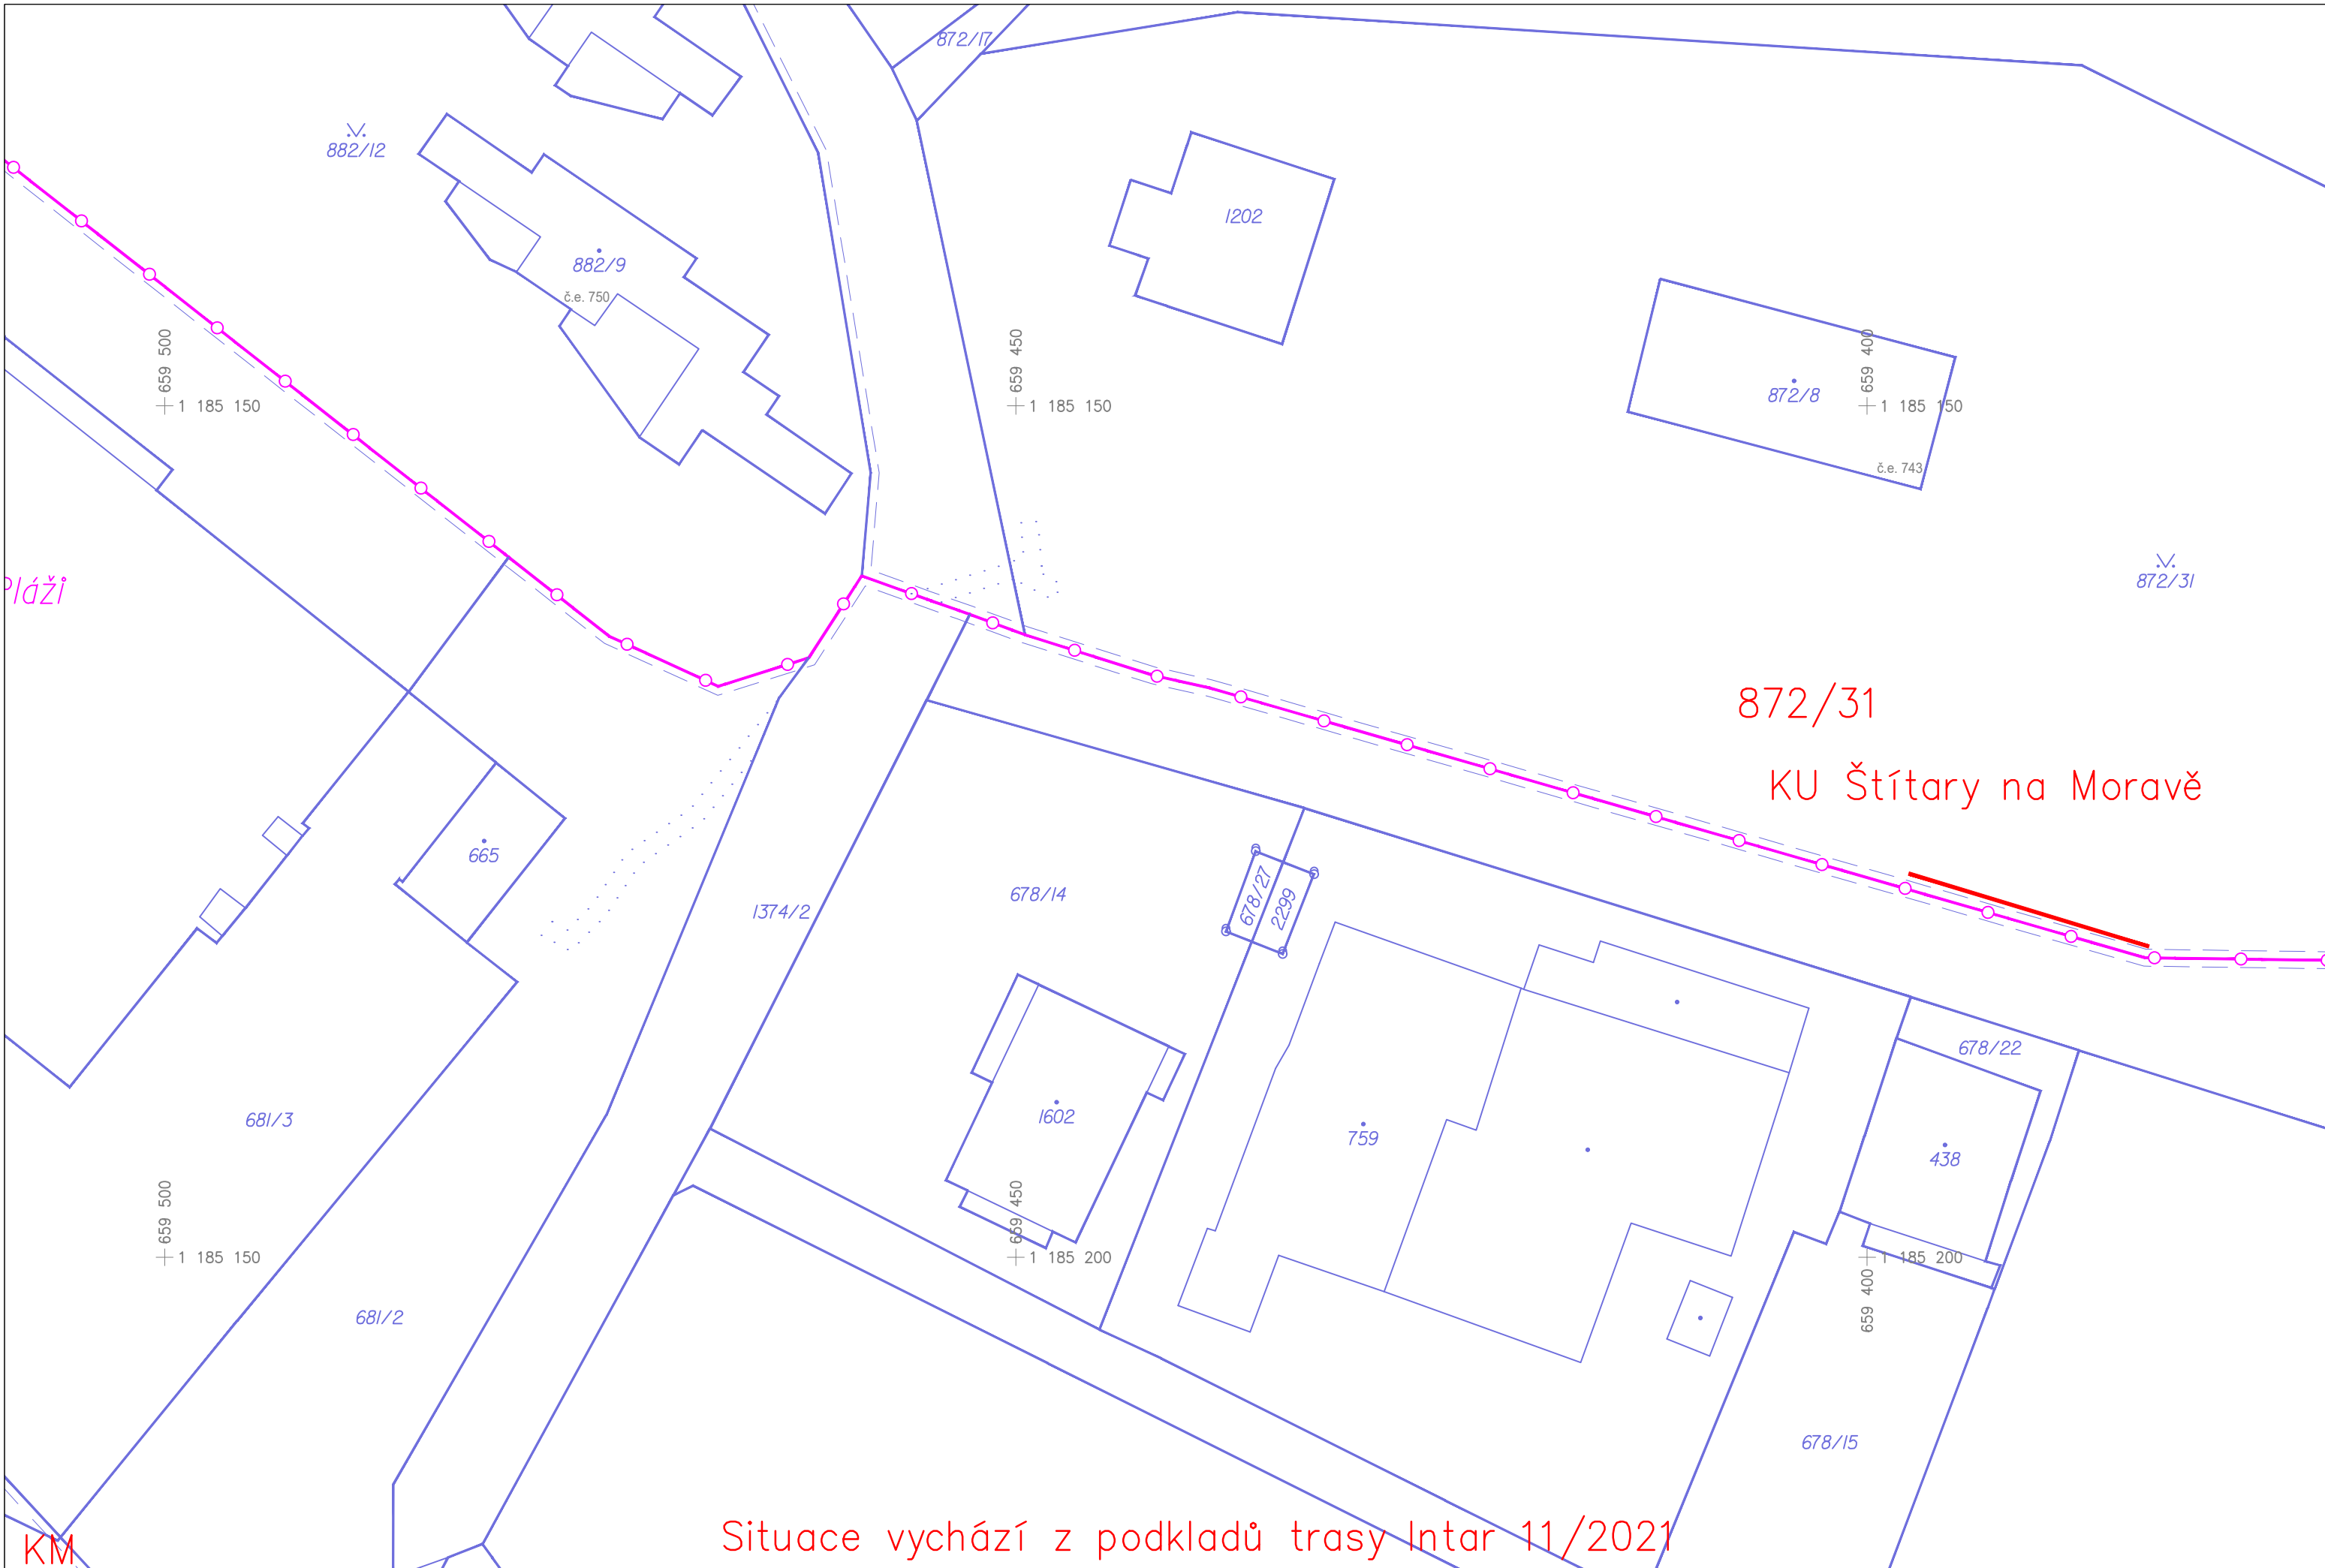 872/17
882/12
1202
882/9
č.e. 750
659 500
1 185 150
659 450
1 185 150
659 400
1 185 150
872/8
č.e. 743
872/31
láži
872/31
KU Štítary na Moravě
665
1374/2
678/14
678/27
2299
678/22
681/3
1602
759
438
659 500
1 185 150
659 450
1 185 200
659 400
1 185 200
681/2
678/15
Situace vychází z podkladů trasy Intar 11/2021
KM